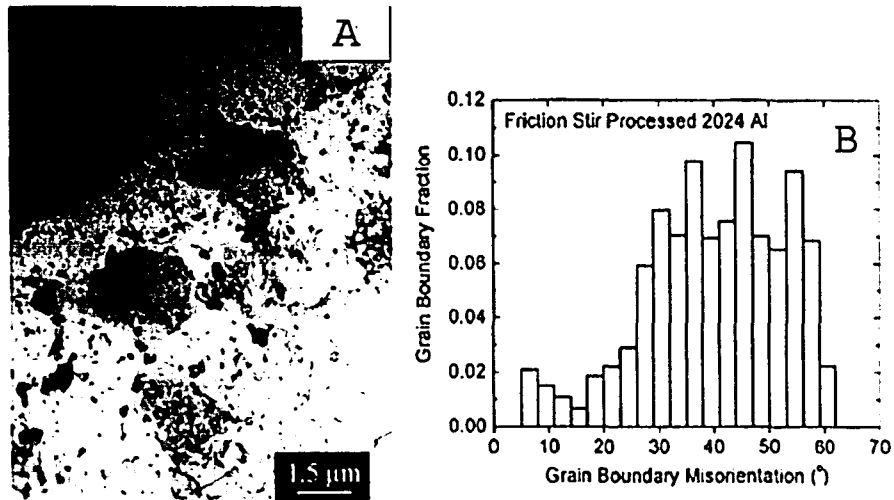 A
1.5 µm
Friction Stir Processed 2024 Al
B
Grain Boundary Fraction
0.12
0.10
0.08
0.06
0.04
0.02
0.00
0 10 20 30 40 50 60 70
Grain Boundary Misorientation (°)